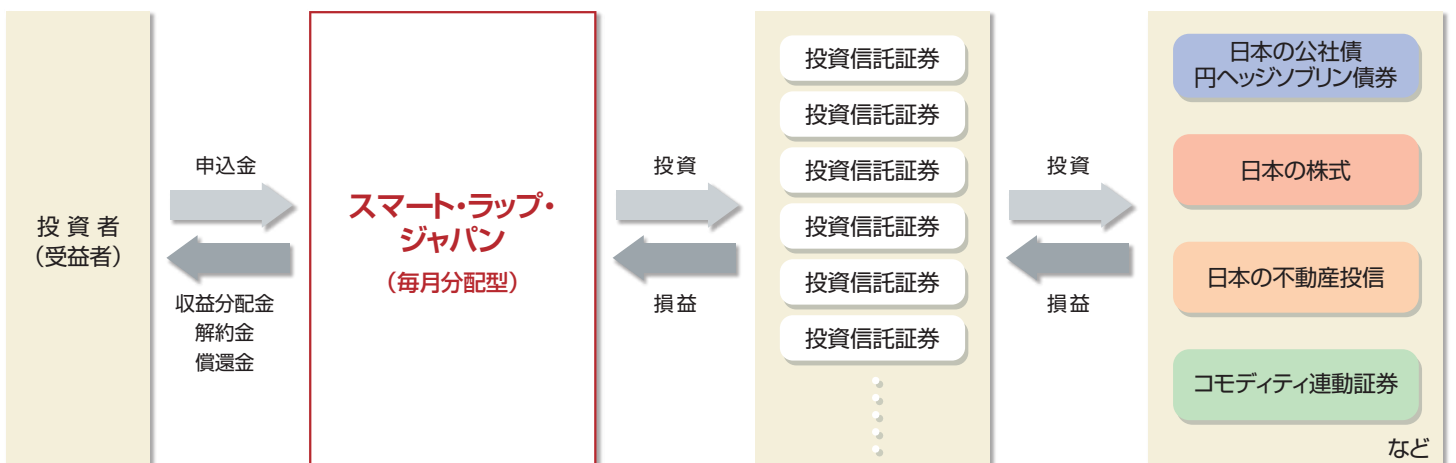 投資者
（受益者）
申込金
収益分配金
解約金
償還金
スマート・ラップ・
ジャパン
（毎月分配型）
投資
損益
投資信託証券
投資信託証券
投資信託証券
投資信託証券
投資信託証券
投資信託証券
投資
損益
日本の公社債
円ヘッジソブリン債券
日本の株式
日本の不動産投信
コモディティ連動証券
など